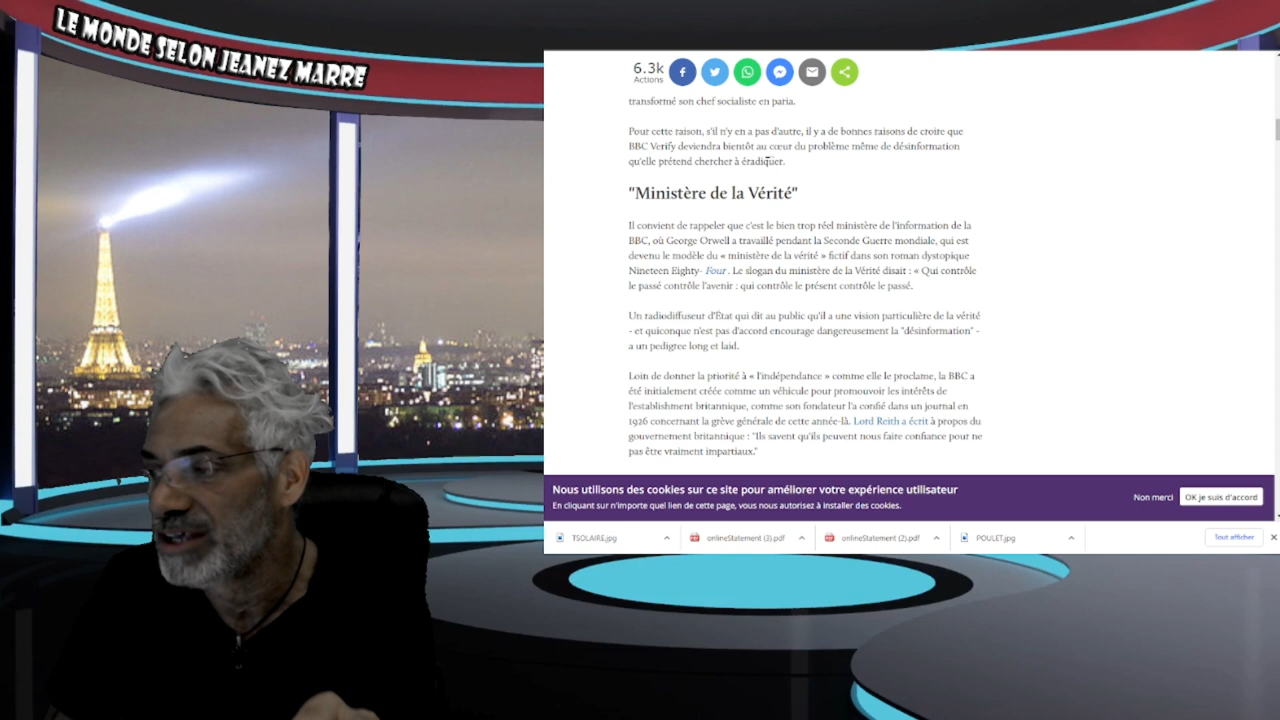 LE MONDE SELON JEANEZ MARRE
6.3k
Actions
transformé son chef socialiste en paria.
Pour cette raison, s'il n'y en a pas d'autre, il y a de bonnes raisons de croire que
BBC Verify deviendra bientôt au cœur du problème même de désinformation
qu'elle prétend chercher à éradiquer.
"Ministère de la Vérité"
Il convient de rappeler que c'est le bien trop réel ministère de l'information de la
BBC, où George Orwell a travaillé pendant la Seconde Guerre mondiale, qui est
devenu le modèle du « ministère de la vérité » fictif dans son roman dystopique
Nineteen Eighty- Four . Le slogan du ministère de la Vérité disait : « Qui contrôle
le passé contrôle l'avenir : qui contrôle le présent contrôle le passé.
Un radiodiffuseur d'État qui dit au public qu'il a une vision particulière de la vérité
- et quiconque n'est pas d'accord encourage dangereusement la "désinformation" -
a un pedigree long et laid.
Loin de donner la priorité à « l'indépendance » comme elle le proclame, la BBC a
été initialement créée comme un véhicule pour promouvoir les intérêts de
l'establishment britannique, comme son fondateur l'a confié dans un journal en
1926 concernant la grève générale de cette année-là. Lord Reith a écrit à propos du
gouvernement britannique : "Ils savent qu'ils peuvent nous faire confiance pour ne
pas être vraiment impartiaux."
Nous utilisons des cookies sur ce site pour améliorer votre expérience utilisateur
En cliquant sur n'importe quel lien de cette page, vous nous autorisez à installer des cookies.
Non merci
OK je suis d'accord
TSOLAIRE.jpg
onlineStatement (3).pdf
onlineStatement (2).pdf
POULET.jpg
Tout afficher